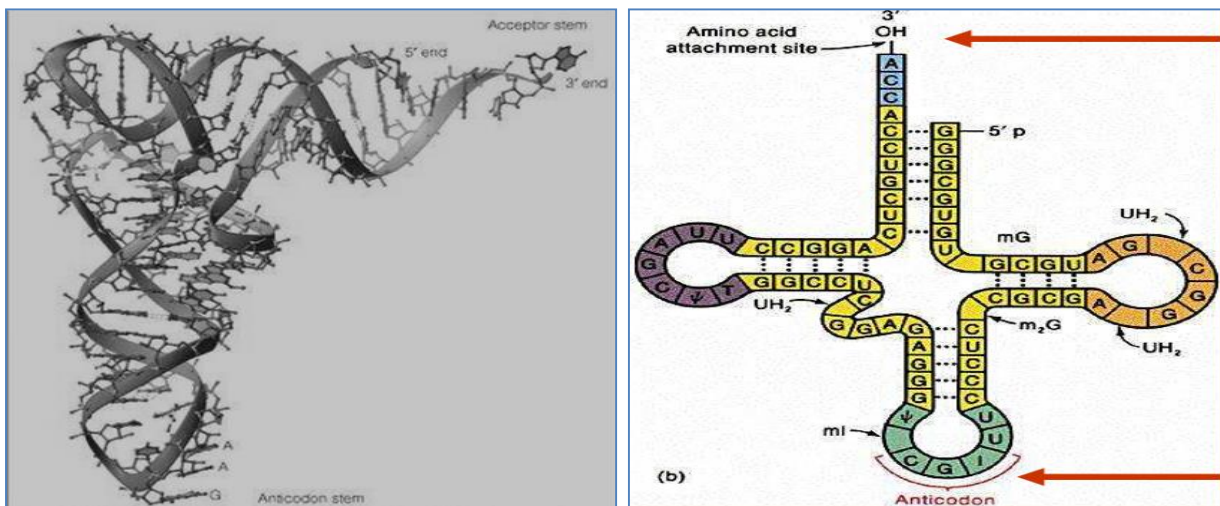 Acceptor stem
5' end
3' end
A
A
G
Anticodon stem
3'
OH
Amino acid
attachment site
A
C
C
A
C
C
U
G
C
U
C
5' p
G
G
G
C
G
U
G
U
mG
UH₂
U U A G C Ψ T
C C G G A
G G C C U
C
G G A G
UH₂
G C G U
C G C G
A G C G G A
m₂G
UH₂
A
G
G
G
C
U
C
C
C
Ψ C G I U U
mI
(b)
Anticodon